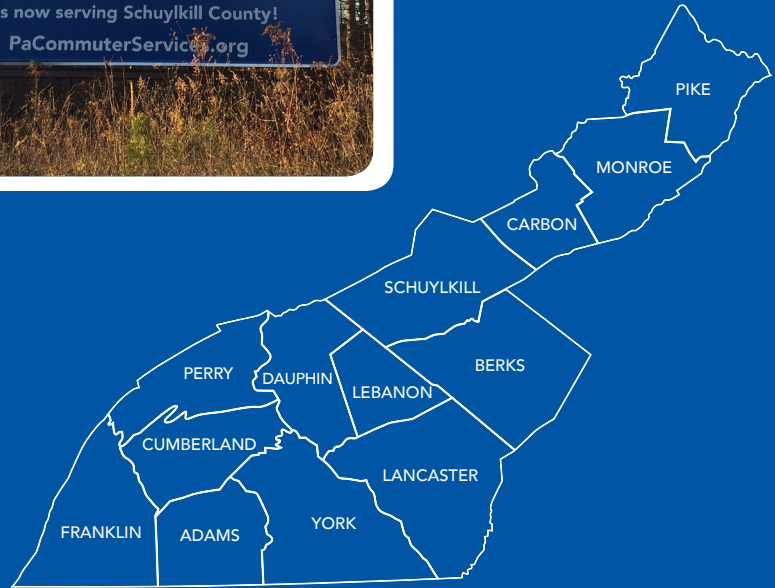 s now serving Schuylkill County!
PaCommuterServices.org
PIKE
MONROE
CARBON
SCHUYLKILL
BERKS
PERRY
DAUPHIN
LEBANON
CUMBERLAND
LANCASTER
FRANKLIN
ADAMS
YORK